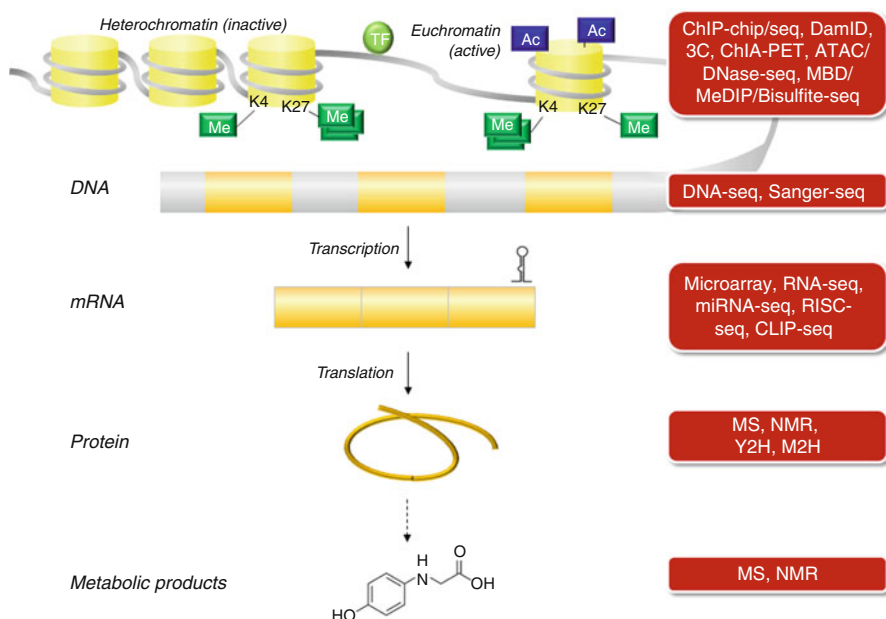 Heterochromatin (inactive)
TF
Euchromatin
(active)
Ac
Ac
K4
K27
Me
Me
K4
K27
Me
Me
ChIP-chip/seq, DamID,
3C, ChIA-PET, ATAC/
DNase-seq, MBD/
MeDIP/Bisulfite-seq
DNA
DNA-seq, Sanger-seq
Transcription
mRNA
Microarray, RNA-seq,
miRNA-seq, RISC-
seq, CLIP-seq
Translation
Protein
MS, NMR,
Y2H, M2H
Metabolic products
H
N
O
OH
HO
MS, NMR